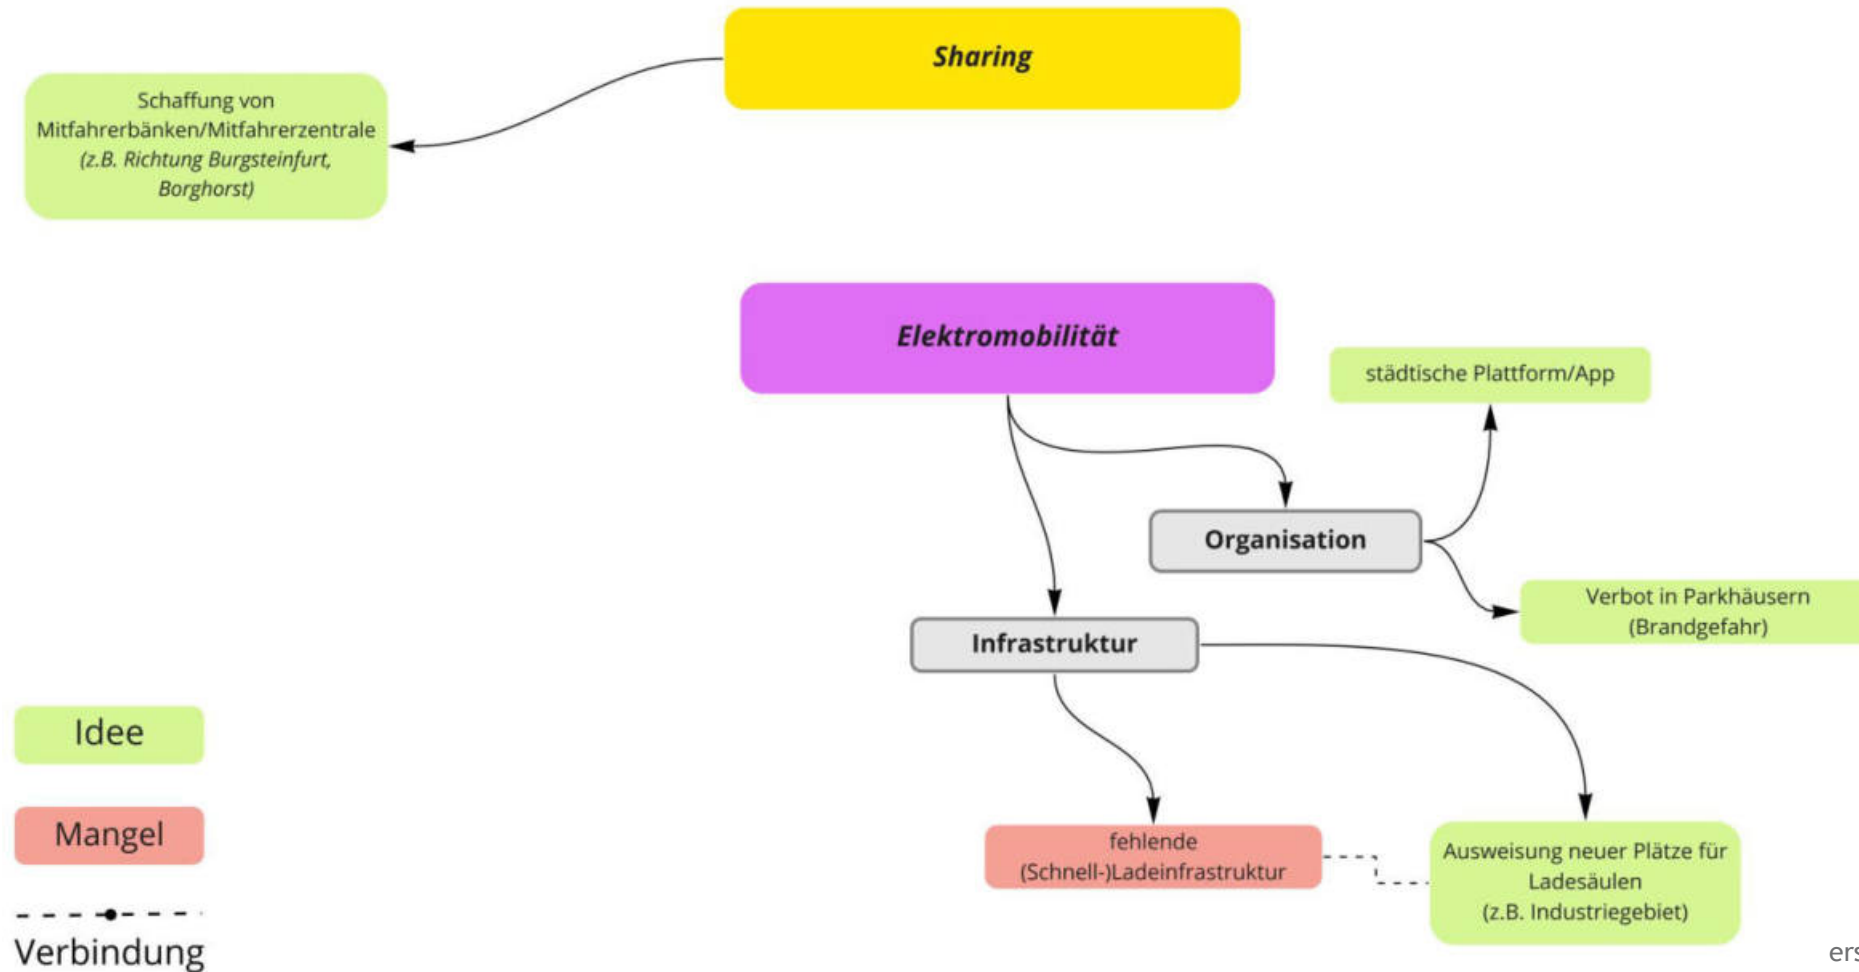 Sharing
Schaffung von
Mitfahrerbänken/Mitfahrerzentrale
(z.B. Richtung Burgsteinfurt,
Borghorst)
Elektromobilität
städtische Plattform/App
Organisation
Verbot in Parkhäusern
(Brandgefahr)
Infrastruktur
Idee
Mangel
Verbindung
fehlende
(Schnell-)Ladeinfrastruktur
Ausweisung neuer Plätze für
Ladesäulen
(z.B. Industriegebiet)